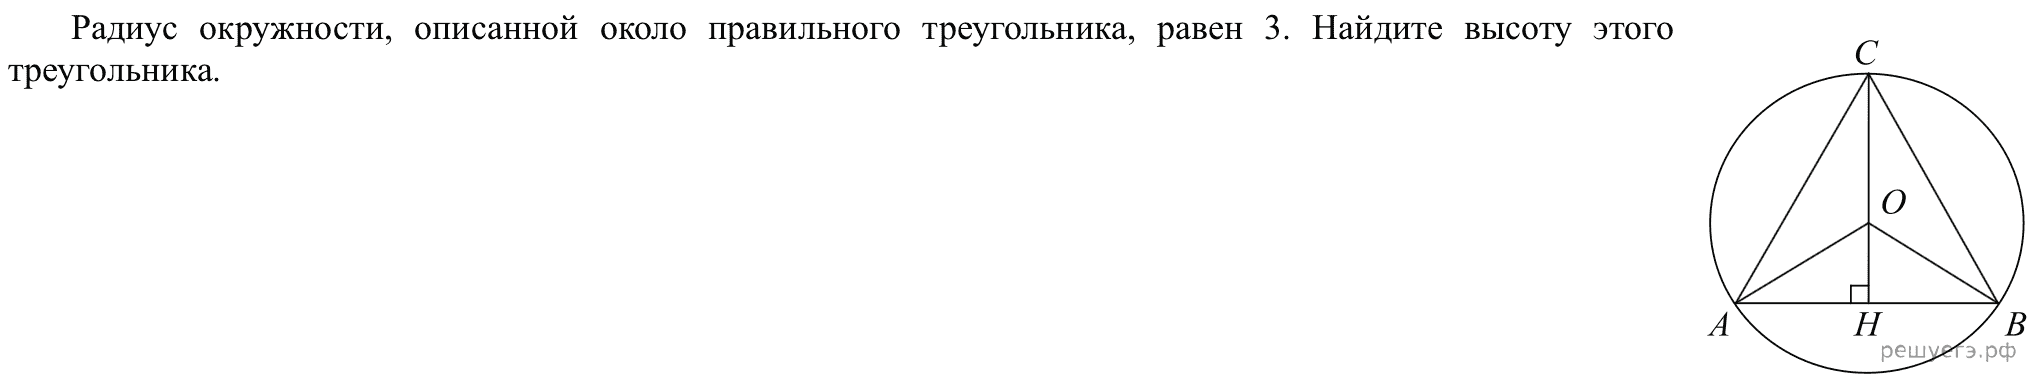 Радиус окружности, описанной около правильного треугольника, равен 3. Найдите высоту этого
треугольника.
C
O
A
H
B
решуегэ.рф